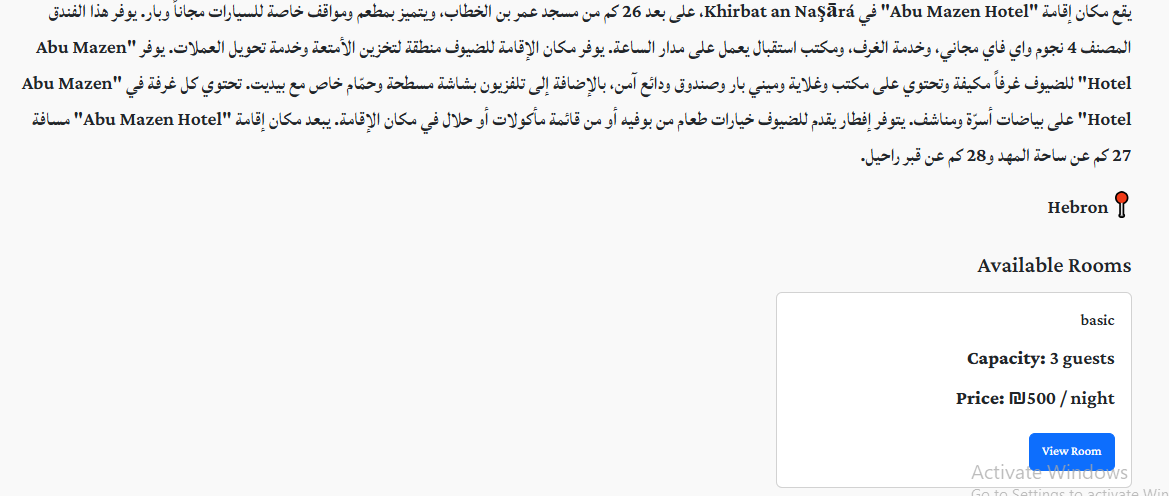 يقع مكان إقامة "Abu Mazen Hotel" في Khirbat an Naşārá، على بعد 26 كم من مسجد عمر بن الخطاب، ويتميز بمطعم ومواقف خاصة للسيارات مجاناً وبار. يوفر هذا الفندق
المصنف 4 نجوم واي فاي مجاني، وخدمة الغرف، ومكتب استقبال يعمل على مدار الساعة. يوفر مكان الإقامة للضيوف منطقة لتخزين الأمتعة وخدمة تحويل العملات. يوفر "Abu Mazen
Hotel" للضيوف غرفاً مكيفة وتحتوي على مكتب وغلاية وميني بار وصندوق ودائع آمن، بالإضافة إلى تلفزيون بشاشة مسطحة وحمّام خاص مع بيديت. تحتوي كل غرفة في "Abu Mazen
Hotel" على بياضات أسرّة ومناشف. يتوفر إفطار يقدم للضيوف خيارات طعام من بوفيه أو من قائمة مأكولات أو حلال في مكان الإقامة. يبعد مكان إقامة "Abu Mazen Hotel" مسافة
27 كم عن ساحة المهد و28 كم عن قبر راحيل.
Hebron
Available Rooms
basic
Capacity: 3 guests
Price: ₪500 / night
View Room
Activate Windows
Go to Settings to activate Win